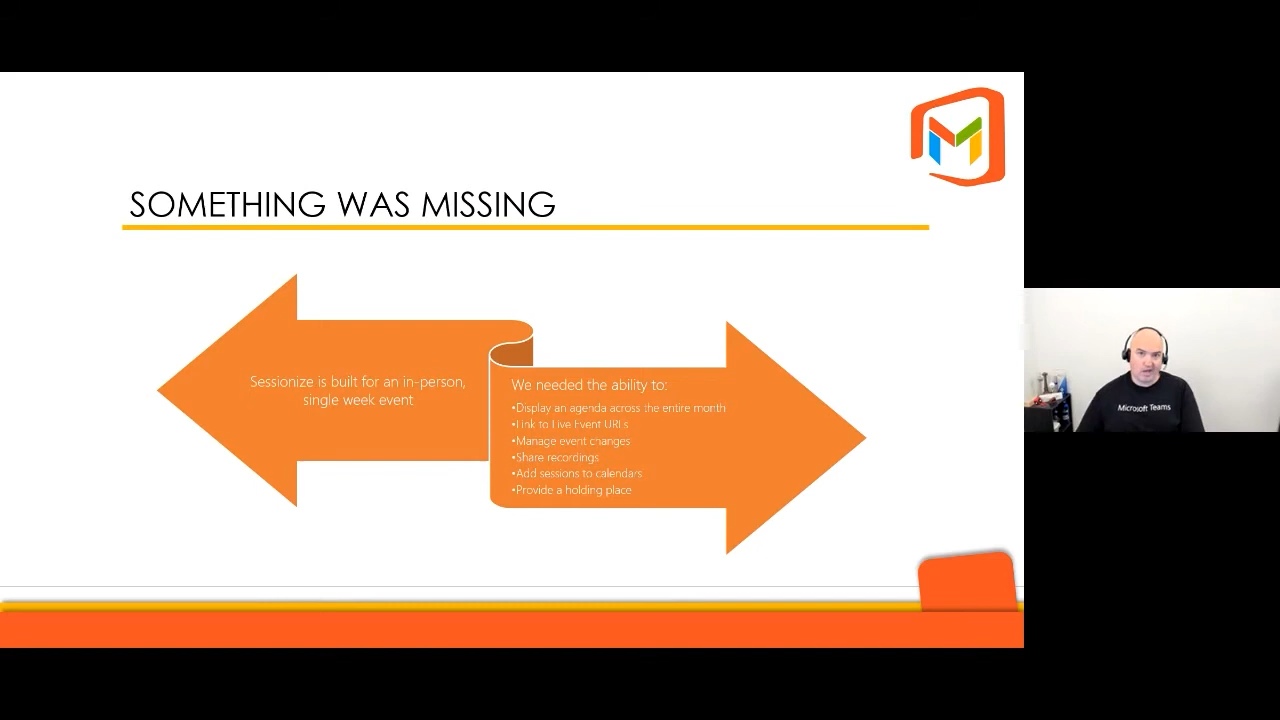 SOMETHING WAS MISSING
Sessionize is built for an in-person,
single week event
We needed the ability to:
•Display an agenda across the entire month
•Link to Live Event URLs
•Manage event changes
•Share recordings
•Add sessions to calendars
•Provide a holding place
Microsoft Teams